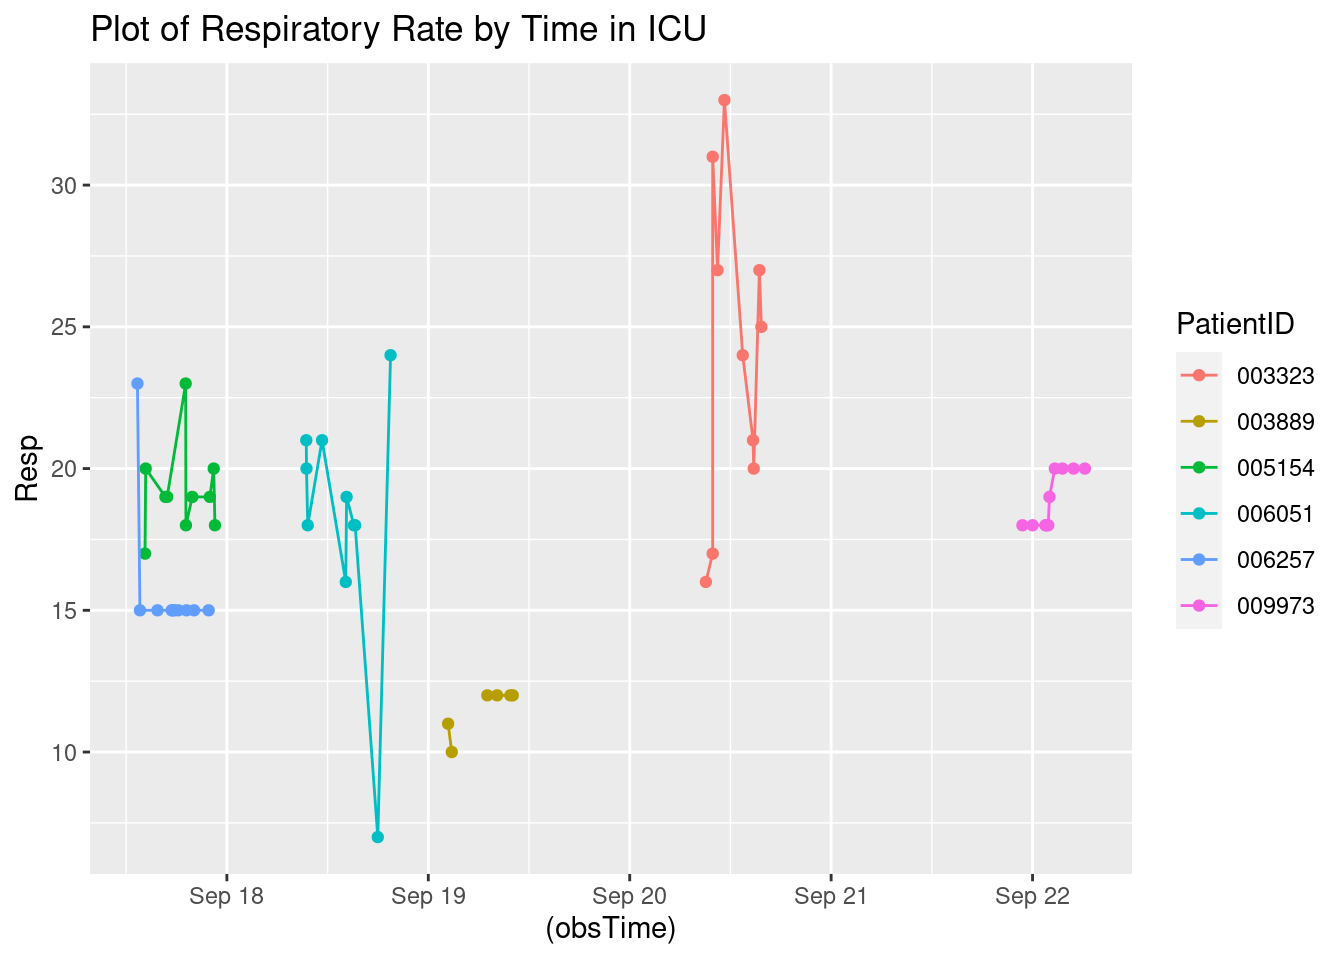 Plot of Respiratory Rate by Time in ICU
Resp
30
25
20
15
10
Sep 18
Sep 19
Sep 20
Sep 21
Sep 22
(obsTime)
PatientID
003323
003889
005154
006051
006257
009973